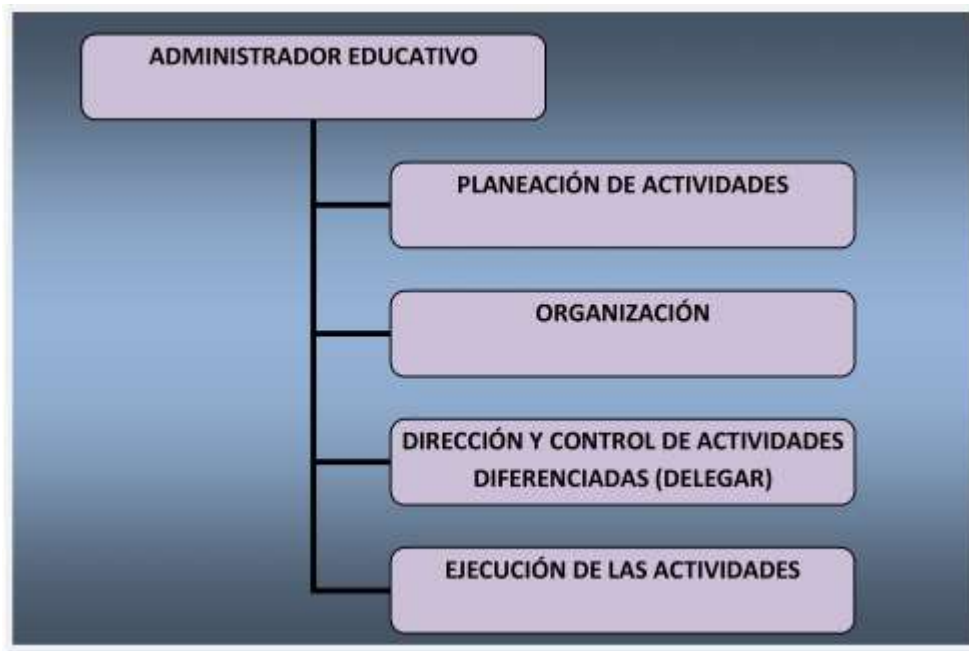 ADMINISTRADOR EDUCATIVO
PLANEACIÓN DE ACTIVIDADES
ORGANIZACIÓN
DIRECCIÓN Y CONTROL DE ACTIVIDADES
DIFERENCIADAS (DELEGAR)
EJECUCIÓN DE LAS ACTIVIDADES